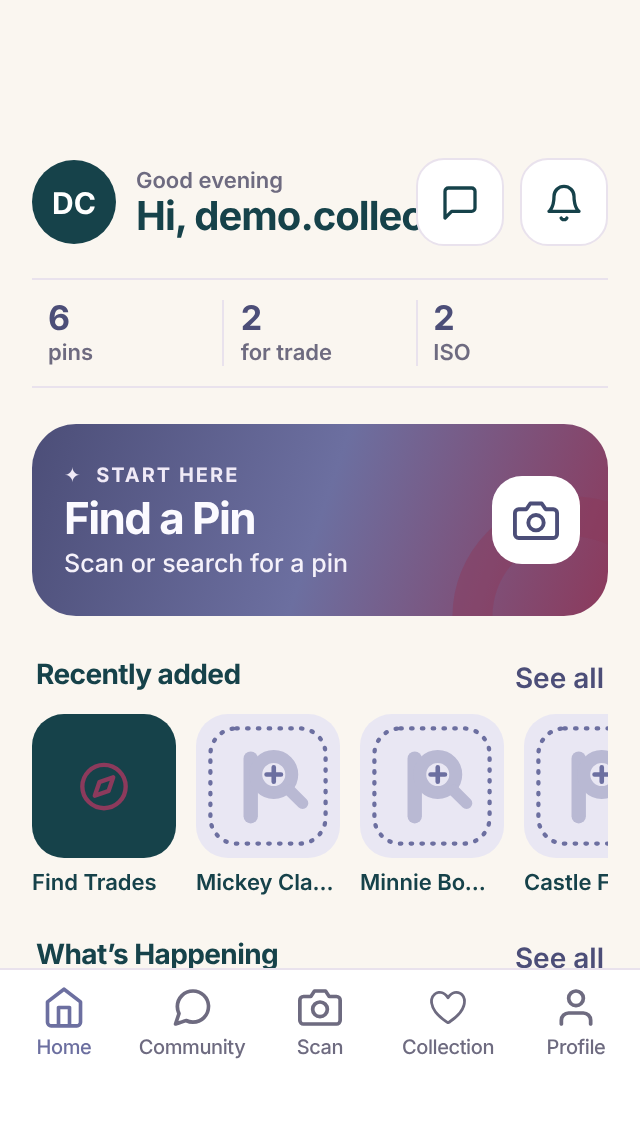 DC
Good evening
Hi, demo.collec
6
pins
2
for trade
2
ISO
✦ START HERE
Find a Pin
Scan or search for a pin
Recently added
See all
Find Trades
Mickey Cla...
Minnie Bo...
Castle F
What's Happening
See all
Home
Community
Scan
Collection
Profile